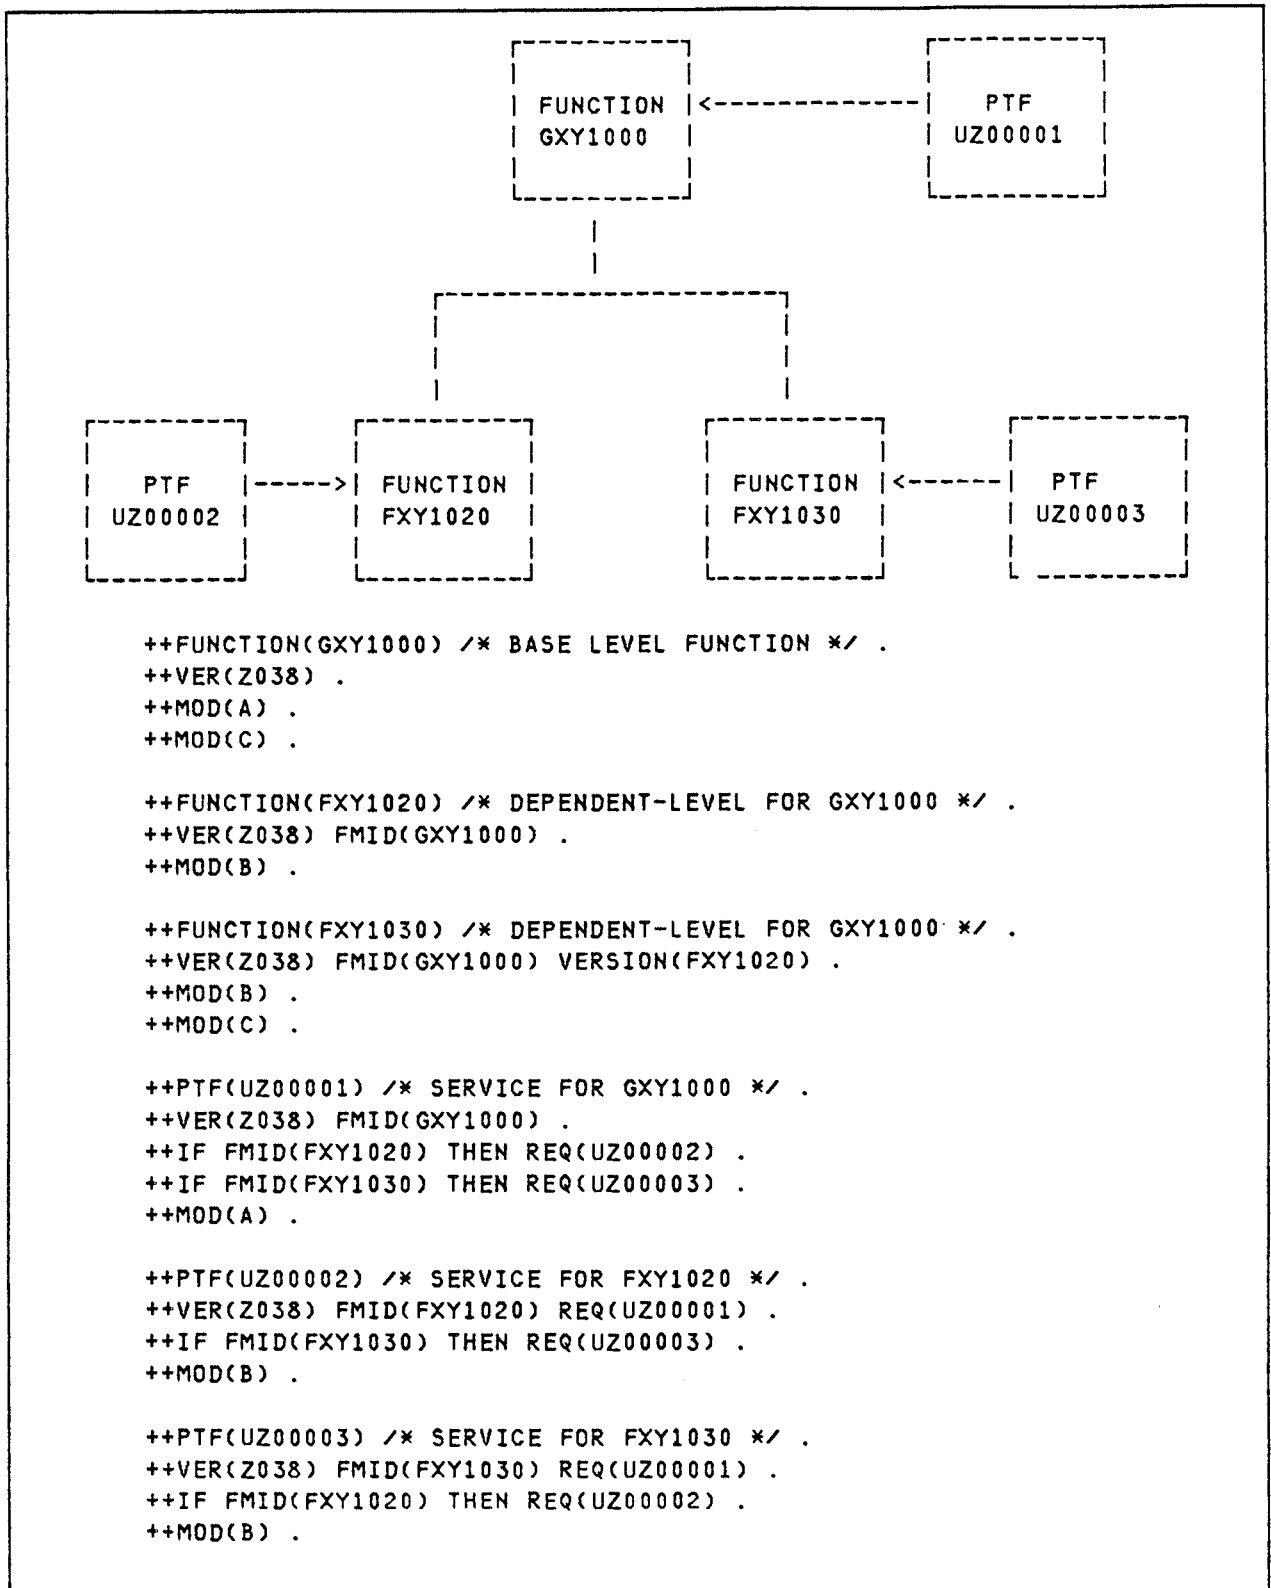 FUNCTION
GXY1000
PTF
UZ00001
PTF
UZ00002
FUNCTION
FXY1020
FUNCTION
FXY1030
PTF
UZ00003
++FUNCTION(GXY1000) /* BASE LEVEL FUNCTION */ .
++VER(Z038) .
++MOD(A) .
++MOD(C) .
++FUNCTION(FXY1020) /* DEPENDENT-LEVEL FOR GXY1000 */ .
++VER(Z038) FMID(GXY1000) .
++MOD(B) .
++FUNCTION(FXY1030) /* DEPENDENT-LEVEL FOR GXY1000 */ .
++VER(Z038) FMID(GXY1000) VERSION(FXY1020) .
++MOD(B) .
++MOD(C) .
++PTF(UZ00001) /* SERVICE FOR GXY1000 */ .
++VER(Z038) FMID(GXY1000) .
++IF FMID(FXY1020) THEN REQ(UZ00002) .
++IF FMID(FXY1030) THEN REQ(UZ00003) .
++MOD(A) .
++PTF(UZ00002) /* SERVICE FOR FXY1020 */ .
++VER(Z038) FMID(FXY1020) REQ(UZ00001) .
++IF FMID(FXY1030) THEN REQ(UZ00003) .
++MOD(B) .
++PTF(UZ00003) /* SERVICE FOR FXY1030 */ .
++VER(Z038) FMID(FXY1030) REQ(UZ00001) .
++IF FMID(FXY1020) THEN REQ(UZ00002) .
++MOD(B) .